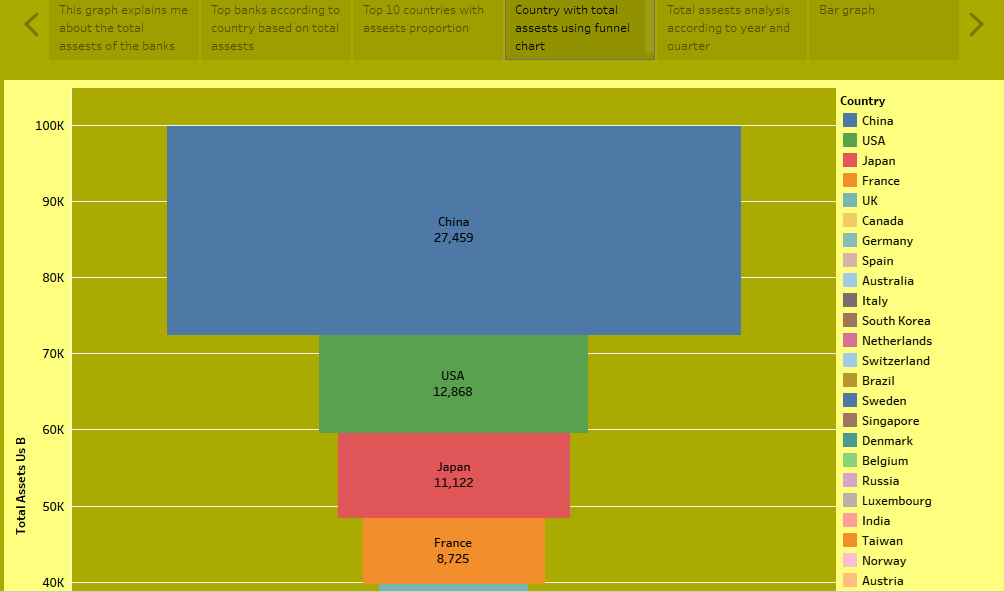 This graph explains me
about the total
assests of the banks
Top banks according to
country based on total
assests
Top 10 countries with
assests proportion
Country with total
assests using funnel
chart
Total assests analysis
according to year and
quarter
Bar graph
100K
90K
80K
70K
60K
50K
40K
Total Assets Us B
China
27,459
USA
12,868
Japan
11,122
France
8,725
Country
China
USA
Japan
France
UK
Canada
Germany
Spain
Australia
Italy
South Korea
Netherlands
Switzerland
Brazil
Sweden
Singapore
Denmark
Belgium
Russia
Luxembourg
India
Taiwan
Norway
Austria